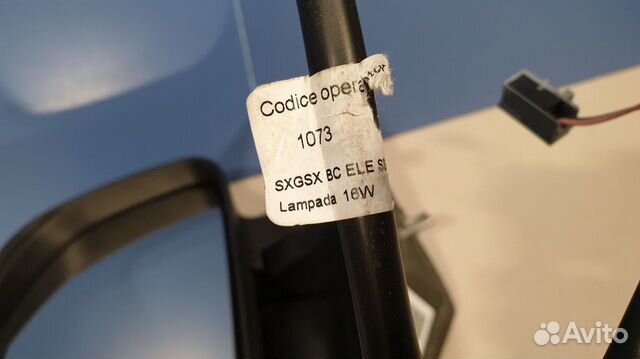 Codice opera
1073
SXGSX BC ELE S
Lampada 16W
Avito